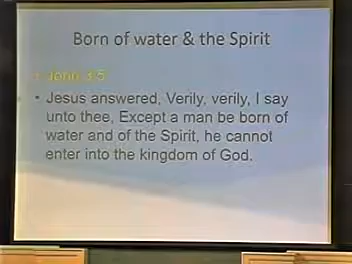 Born of water & the Spirit
• John 3:5
• Jesus answered, Verily, verily, I say
unto thee, Except a man be born of
water and of the Spirit, he cannot
enter into the kingdom of God.